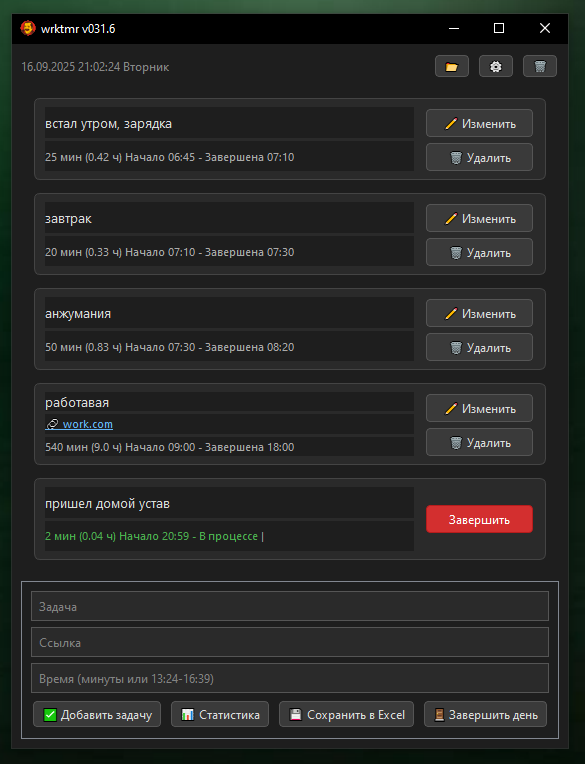 wrktmr v031.6
16.09.2025 21:02:24 Вторник
встал утром, зарядка
25 мин (0.42 ч) Начало 06:45 - Завершена 07:10
Изменить
Удалить
завтрак
20 мин (0.33 ч) Начало 07:10 - Завершена 07:30
Изменить
Удалить
анжумания
50 мин (0.83 ч) Начало 07:30 - Завершена 08:20
Изменить
Удалить
работавая
work.com
540 мин (9.0 ч) Начало 09:00 - Завершена 18:00
Изменить
Удалить
пришел домой устав
2 мин (0.04 ч) Начало 20:59 - В процессе |
Завершить
Задача
Ссылка
Время (минуты или 13:24-16:39)
Добавить задачу Статистика Сохранить в Excel Завершить день